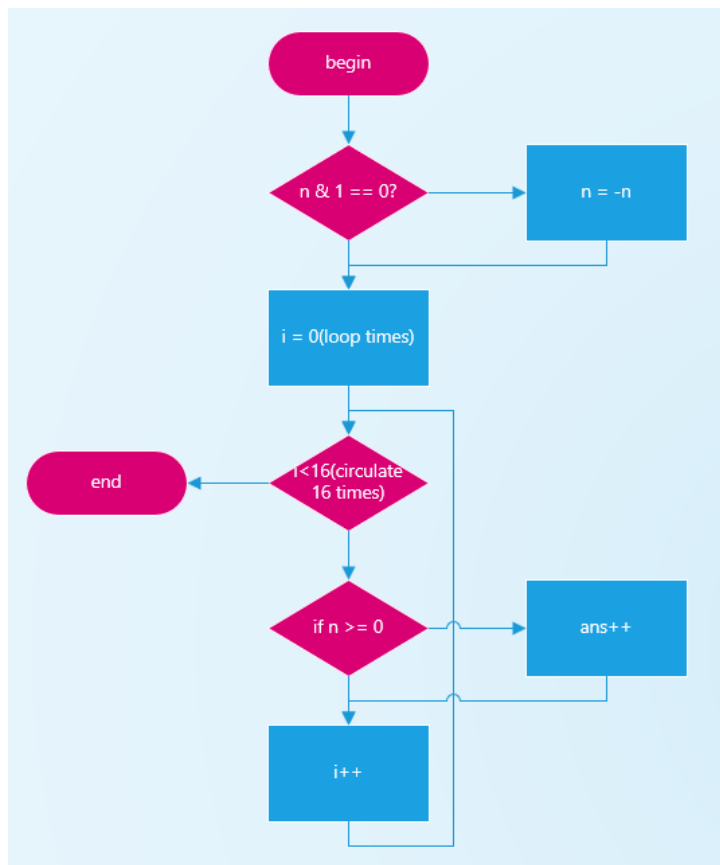 begin
n & 1 == 0?
n = -n
i = 0(loop times)
i<16(circulate
16 times)
end
if n >= 0
ans++
i++